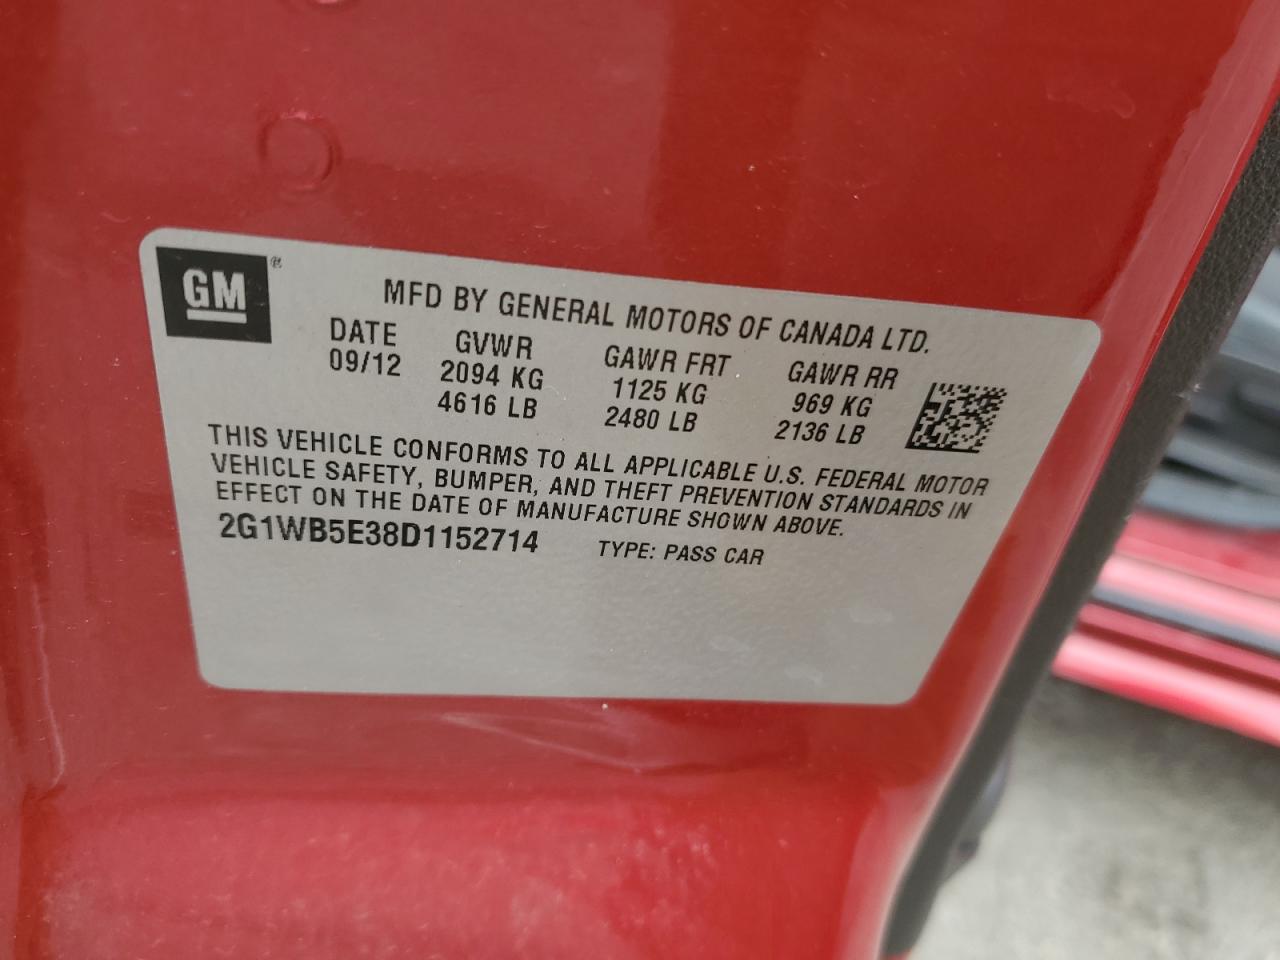 GM ®
MFD BY GENERAL MOTORS OF CANADA LTD.
DATE GVWR GAWR FRT GAWR RR
09/12 2094 KG 1125 KG 969 KG
4616 LB 2480 LB 2136 LB
THIS VEHICLE CONFORMS TO ALL APPLICABLE U.S. FEDERAL MOTOR
VEHICLE SAFETY, BUMPER, AND THEFT PREVENTION STANDARDS IN
EFFECT ON THE DATE OF MANUFACTURE SHOWN ABOVE.
2G1WB5E38D1152714 TYPE: PASS CAR